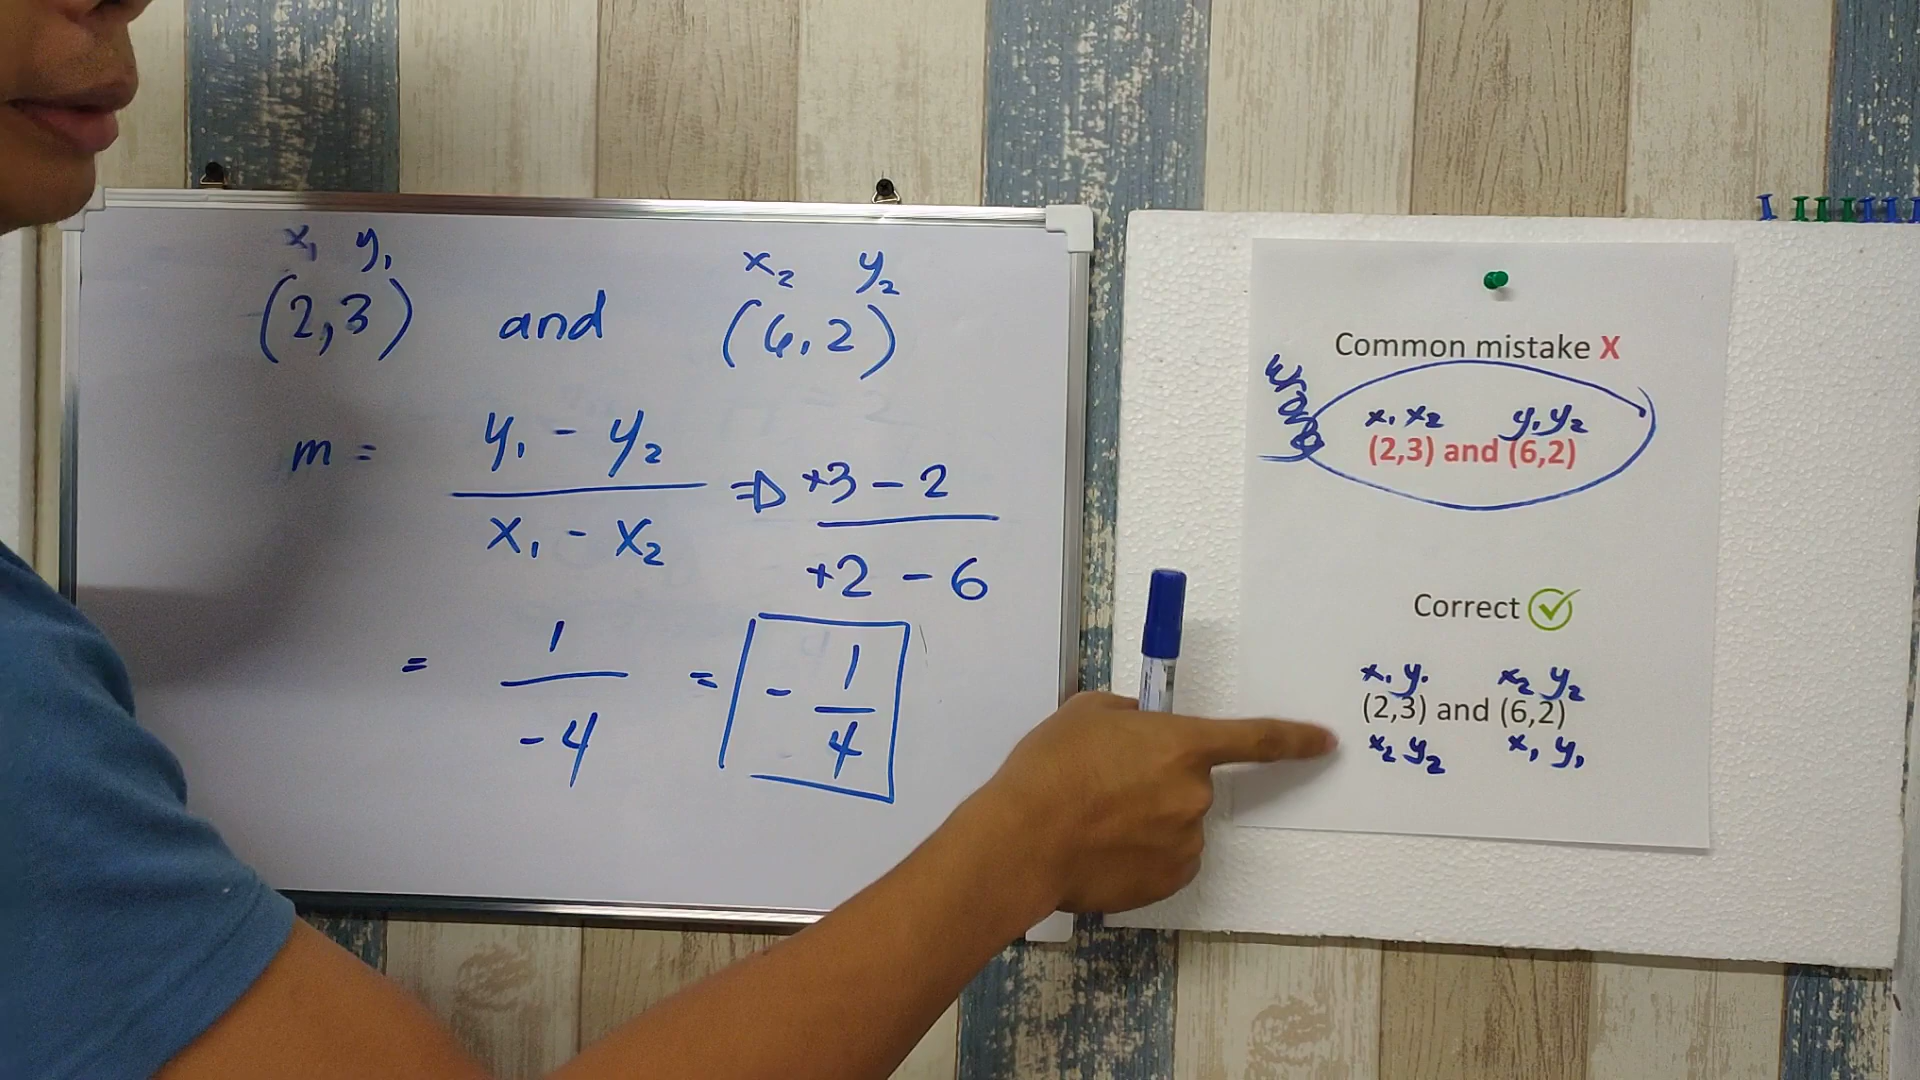 x₁ y₁ x₂ y₂
(2,3) and (6,2)
m = y₁ - y₂ / x₁ - x₂ ⇒ +3 - 2 / +2 - 6
= 1 / -4 = - 1 / 4
Common mistake X
wrong
x₁ x₂ y₁ y₂
(2,3) and (6,2)
Correct
x₁ y₁ x₂ y₂
(2,3) and (6,2)
x₂ y₂ x₁ y₁